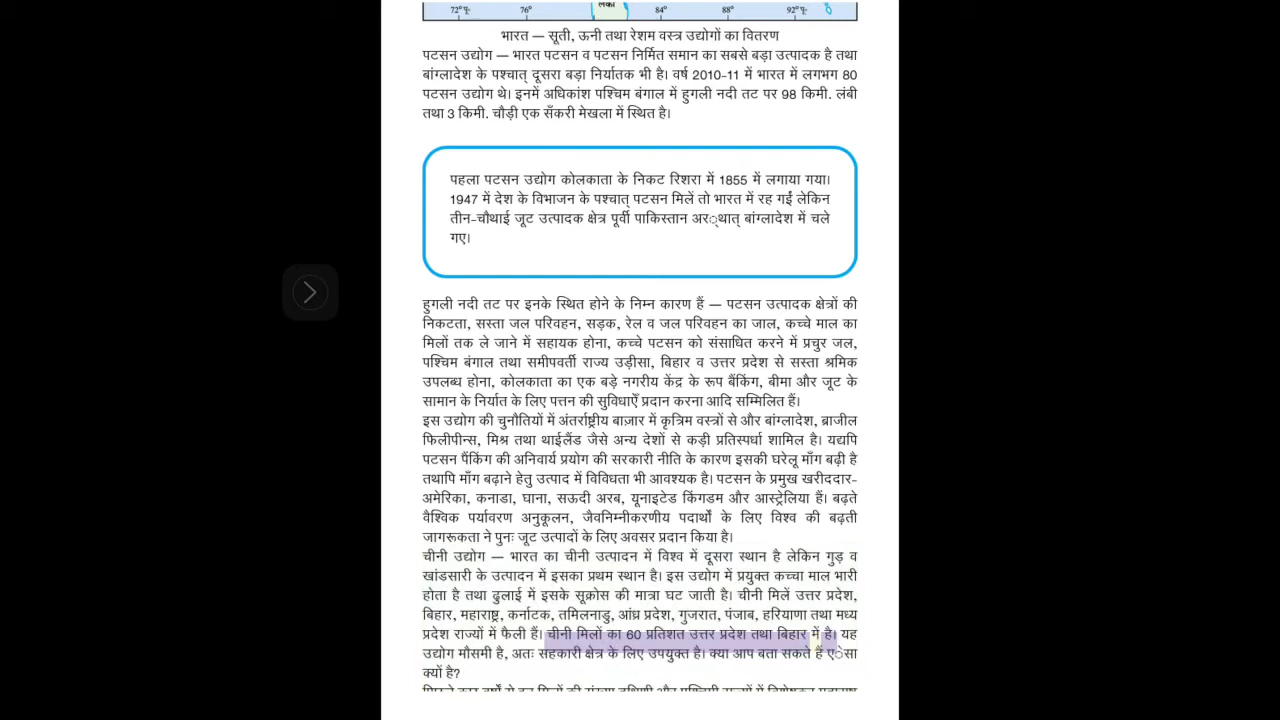 लंका
72° पू. 76° 84° 88° 92° पू.
भारत — सूती, ऊनी तथा रेशम वस्त्र उद्योगों का वितरण
पटसन उद्योग — भारत पटसन व पटसन निर्मित समान का सबसे बड़ा उत्पादक है तथा
बांग्लादेश के पश्चात् दूसरा बड़ा निर्यातक भी है। वर्ष 2010-11 में भारत में लगभग 80
पटसन उद्योग थे। इनमें अधिकांश पश्चिम बंगाल में हुगली नदी तट पर 98 किमी. लंबी
तथा 3 किमी. चौड़ी एक सँकरी मेखला में स्थित है।
पहला पटसन उद्योग कोलकाता के निकट रिशरा में 1855 में लगाया गया।
1947 में देश के विभाजन के पश्चात् पटसन मिलें तो भारत में रह गईं लेकिन
तीन-चौथाई जूट उत्पादक क्षेत्र पूर्वी पाकिस्तान अर्थात् बांग्लादेश में चले
गए।
हुगली नदी तट पर इनके स्थित होने के निम्न कारण हैं — पटसन उत्पादक क्षेत्रों की
निकटता, सस्ता जल परिवहन, सड़क, रेल व जल परिवहन का जाल, कच्चे माल का
मिलों तक ले जाने में सहायक होना, कच्चे पटसन को संसाधित करने में प्रचुर जल,
पश्चिम बंगाल तथा समीपवर्ती राज्य उड़ीसा, बिहार व उत्तर प्रदेश से सस्ता श्रमिक
उपलब्ध होना, कोलकाता का एक बड़े नगरीय केंद्र के रूप बैंकिंग, बीमा और जूट के
सामान के निर्यात के लिए पत्तन की सुविधाएँ प्रदान करना आदि सम्मिलित हैं।
इस उद्योग की चुनौतियों में अंतर्राष्ट्रीय बाज़ार में कृत्रिम वस्त्रों से और बांग्लादेश, ब्राजील
फिलीपीन्स, मिश्र तथा थाईलैंड जैसे अन्य देशों से कड़ी प्रतिस्पर्धा शामिल है। यद्यपि
पटसन पैंकिंग की अनिवार्य प्रयोग की सरकारी नीति के कारण इसकी घरेलू माँग बढ़ी है
तथापि माँग बढ़ाने हेतु उत्पाद में विविधता भी आवश्यक है। पटसन के प्रमुख खरीददार-
अमेरिका, कनाडा, घाना, सऊदी अरब, यूनाइटेड किंगडम और आस्ट्रेलिया हैं। बढ़ते
वैश्विक पर्यावरण अनुकूलन, जैवनिम्नीकरणीय पदार्थों के लिए विश्व की बढ़ती
जागरूकता ने पुनः जूट उत्पादों के लिए अवसर प्रदान किया है।
चीनी उद्योग — भारत का चीनी उत्पादन में विश्व में दूसरा स्थान है लेकिन गुड़ व
खांडसारी के उत्पादन में इसका प्रथम स्थान है। इस उद्योग में प्रयुक्त कच्चा माल भारी
होता है तथा ढुलाई में इसके सूक्रोस की मात्रा घट जाती है। चीनी मिलें उत्तर प्रदेश,
बिहार, महाराष्ट्र, कर्नाटक, तमिलनाडु, आंध्र प्रदेश, गुजरात, पंजाब, हरियाणा तथा मध्य
प्रदेश राज्यों में फैली हैं। चीनी मिलों का 60 प्रतिशत उत्तर प्रदेश तथा बिहार में है। यह
उद्योग मौसमी है, अतः सहकारी क्षेत्र के लिए उपयुक्त है। क्या आप बता सकते हैं एेसा
क्यों है?